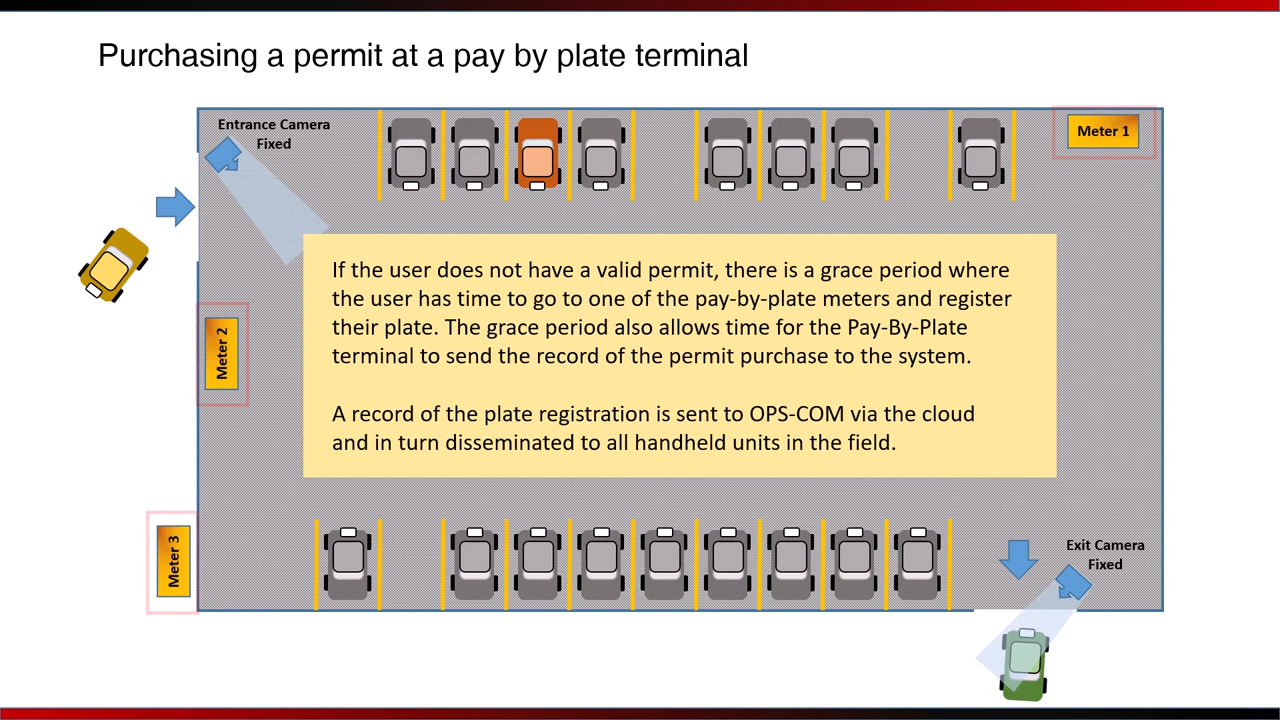 Purchasing a permit at a pay by plate terminal
Entrance Camera
Fixed
Meter 1
If the user does not have a valid permit, there is a grace period where
the user has time to go to one of the pay-by-plate meters and register
their plate. The grace period also allows time for the Pay-By-Plate
terminal to send the record of the permit purchase to the system.
A record of the plate registration is sent to OPS-COM via the cloud
and in turn disseminated to all handheld units in the field.
Meter 2
Meter 3
Exit Camera
Fixed